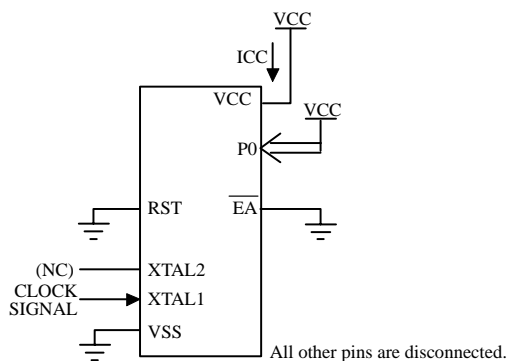 VCC
ICC
VCC
VCC
P0
RST
EA
(NC)
XTAL2
CLOCK
SIGNAL
XTAL1
VSS
All other pins are disconnected.